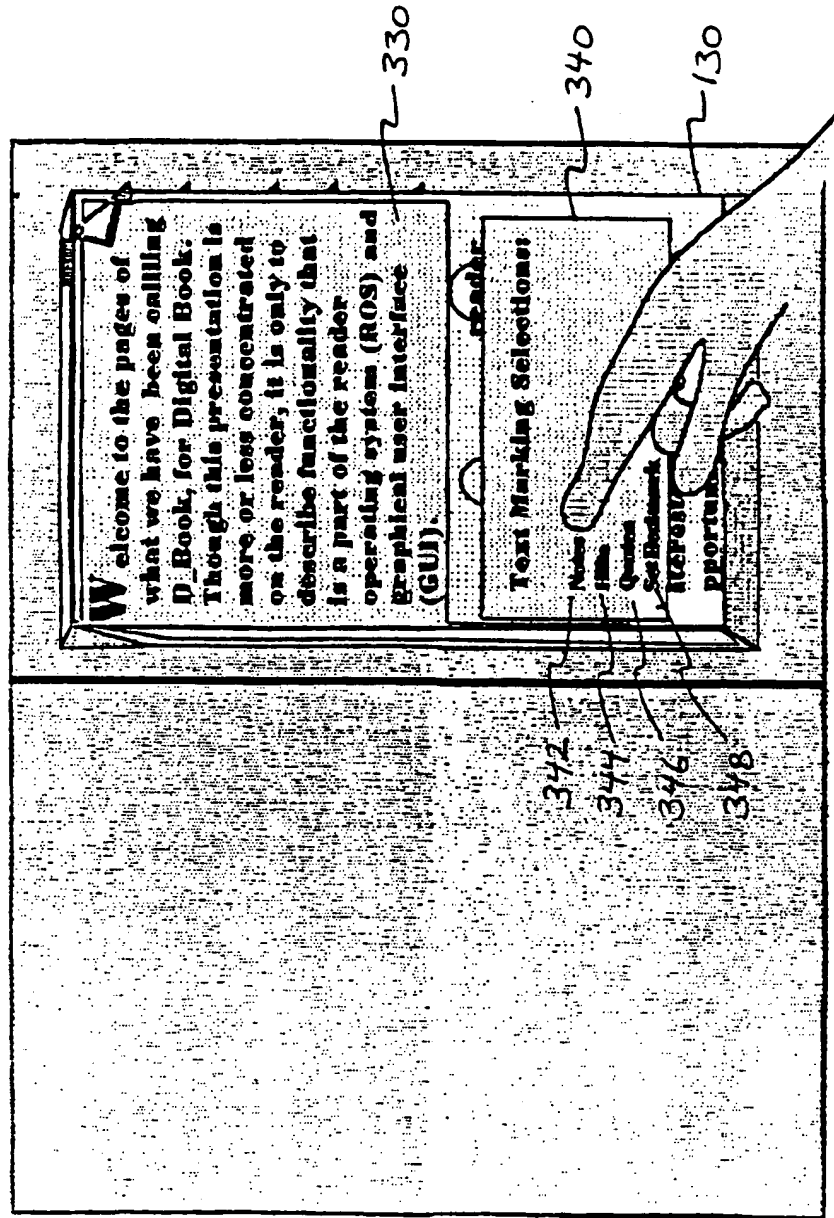 Welcome to the pages of
what we have been calling
D_Book, for Digital Book.
Though this presentation is
more or less concentrated
on the reader, it is only to
describe functionality that
is a part of the reader
operating system (ROS) and
graphical user interface
(GUI).
330
reader
Text Marking Selections:
340
342
Notes
344
346
Quotes
348
Set Bookmark
130
pportun